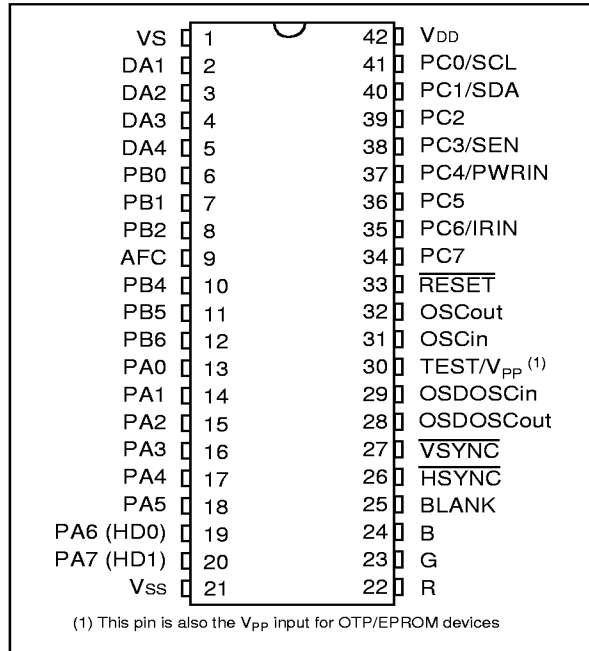 VS 1 42 VDD
DA1 2 41 PC0/SCL
DA2 3 40 PC1/SDA
DA3 4 39 PC2
DA4 5 38 PC3/SEN
PB0 6 37 PC4/PWRIN
PB1 7 36 PC5
PB2 8 35 PC6/IRIN
AFC 9 34 PC7
PB4 10 33 RESET
PB5 11 32 OSCout
PB6 12 31 OSCin
PA0 13 30 TEST/VPP (1)
PA1 14 29 OSDOSCin
PA2 15 28 OSDOSCout
PA3 16 27 VSYNC
PA4 17 26 HSYNC
PA5 18 25 BLANK
PA6 (HD0) 19 24 B
PA7 (HD1) 20 23 G
VSS 21 22 R
(1) This pin is also the VPP input for OTP/EPROM devices